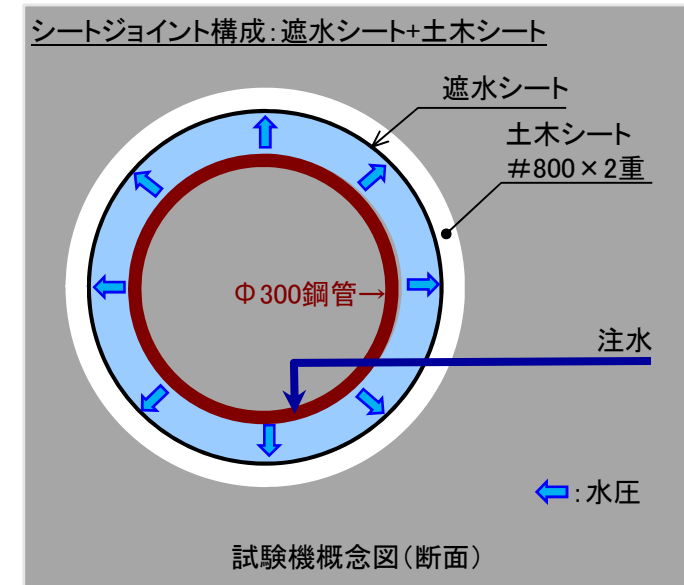 シートジョイント構成:遮水シート+土木シート
遮水シート
土木シート
#800×2重
Φ300鋼管→
注水
:水圧
試験機概念図(断面)